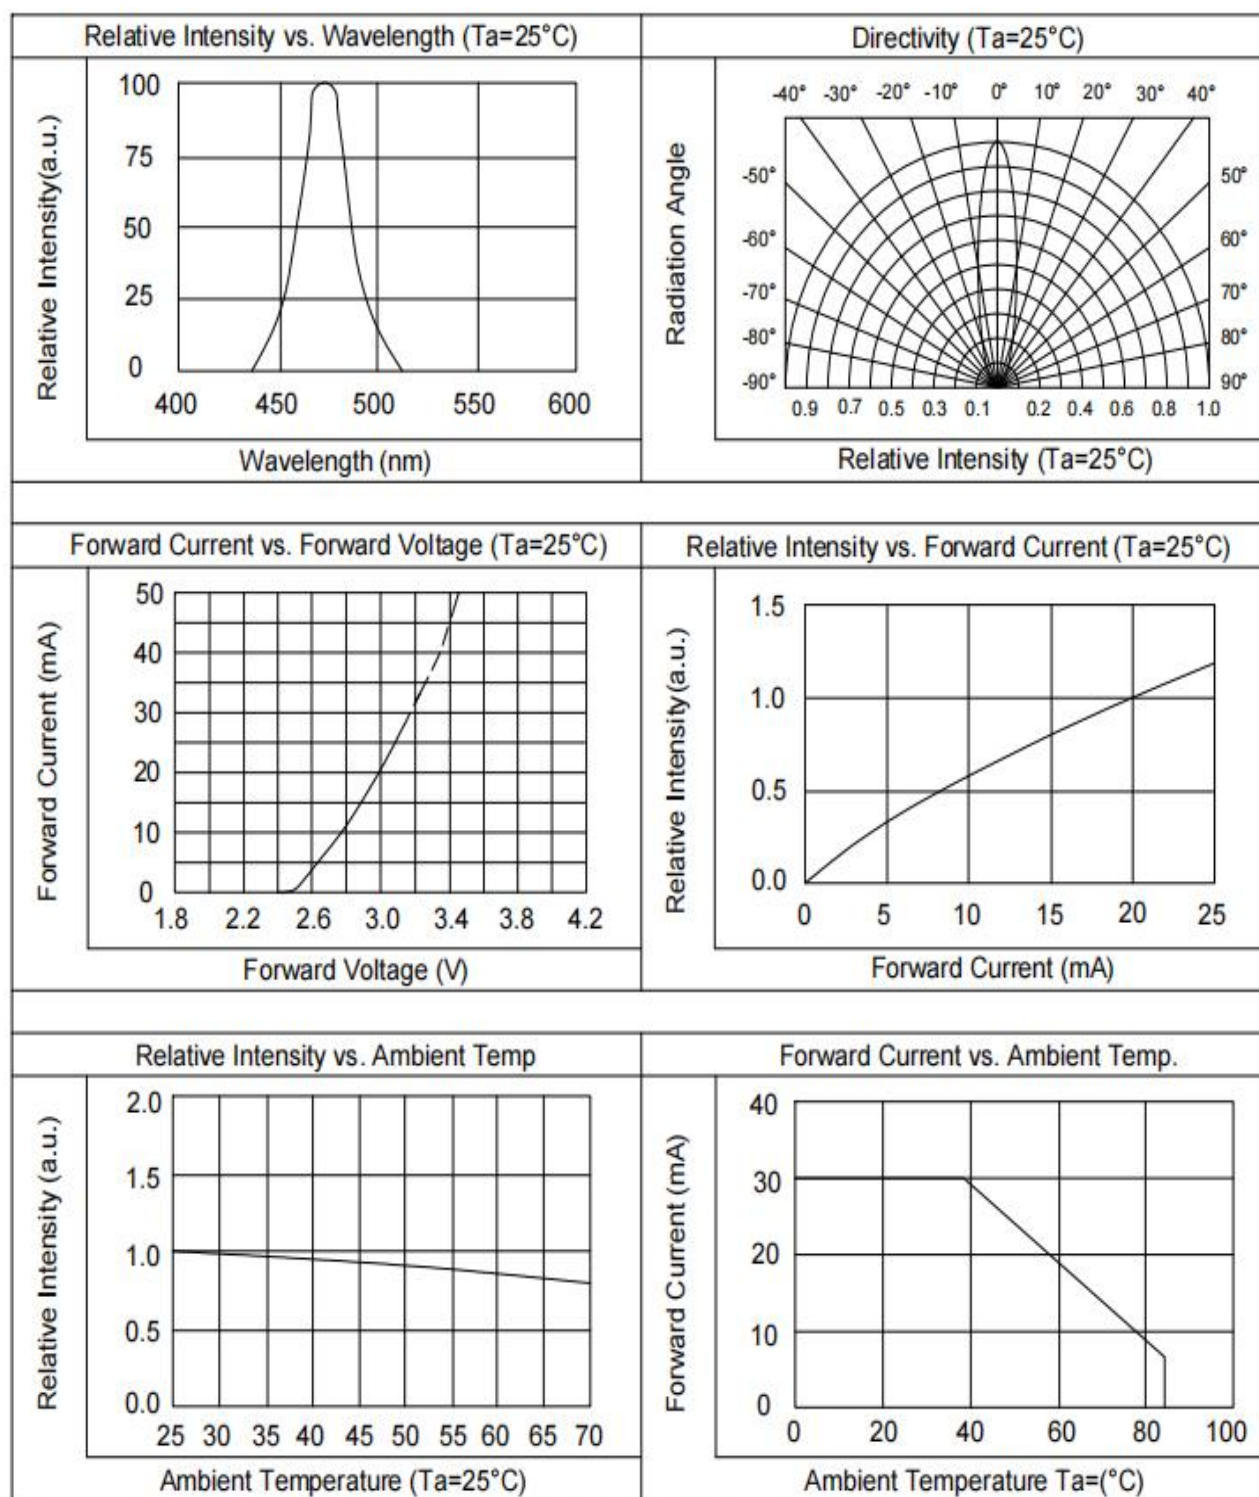 Relative Intensity vs. Wavelength (Ta=25°C)
Relative Intensity(a.u.)
100
75
50
25
0
400 450 500 550 600
Wavelength (nm)
Directivity (Ta=25°C)
Radiation Angle
-40° -30° -20° -10° 0° 10° 20° 30° 40°
-50° 50°
-60° 60°
-70° 70°
-80° 80°
-90° 90°
0.9 0.7 0.5 0.3 0.1 0.2 0.4 0.6 0.8 1.0
Relative Intensity (Ta=25°C)
Forward Current vs. Forward Voltage (Ta=25°C)
Forward Current (mA)
50
40
30
20
10
0
1.8 2.2 2.6 3.0 3.4 3.8 4.2
Forward Voltage (V)
Relative Intensity vs. Forward Current (Ta=25°C)
Relative Intensity(a.u.)
1.5
1.0
0.5
0.0
0 5 10 15 20 25
Forward Current (mA)
Relative Intensity vs. Ambient Temp
Relative Intensity (a.u.)
2.0
1.5
1.0
0.5
0.0
25 30 35 40 45 50 55 60 65 70
Ambient Temperature (Ta=25°C)
Forward Current vs. Ambient Temp.
Forward Current (mA)
40
30
20
10
0
0 20 40 60 80 100
Ambient Temperature Ta=(°C)